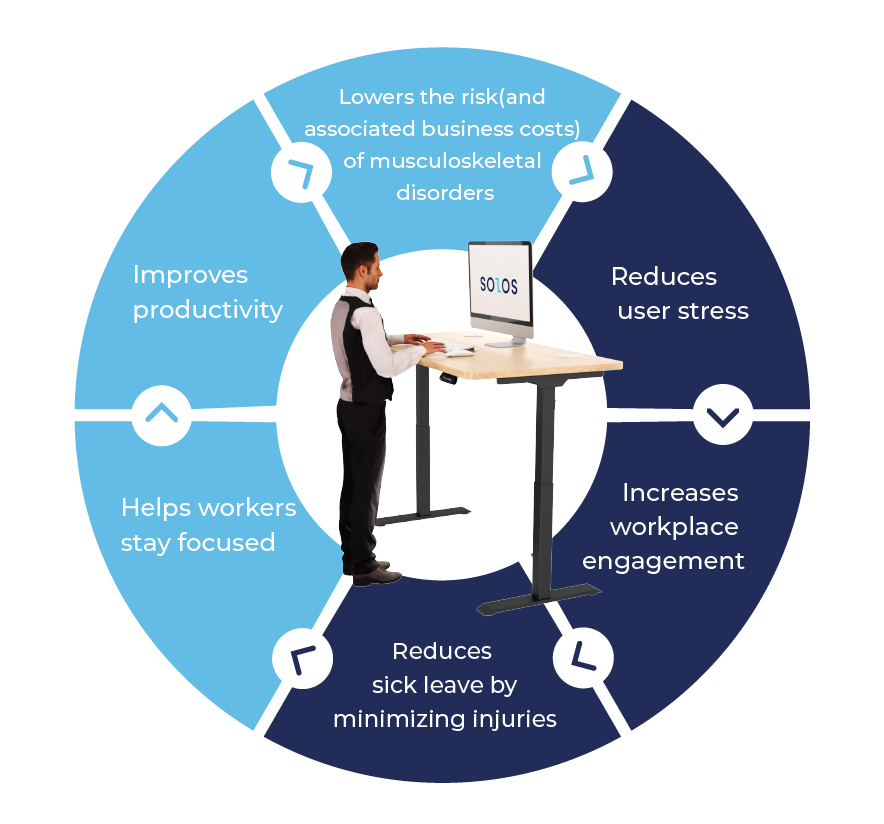 Lowers the risk(and
associated business costs)
of musculoskeletal
disorders
Reduces
user stress
Increases
workplace
engagement
Reduces
sick leave by
minimizing injuries
Helps workers
stay focused
Improves
productivity
SOLOS